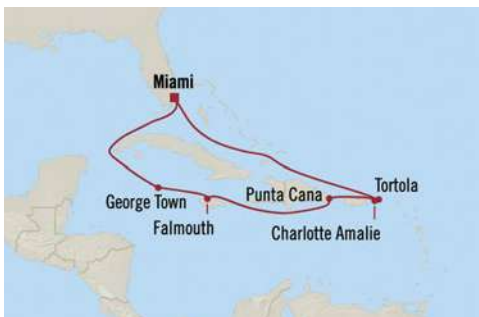 Miami
George Town
Falmouth
Punta Cana
Tortola
Charlotte Amalie